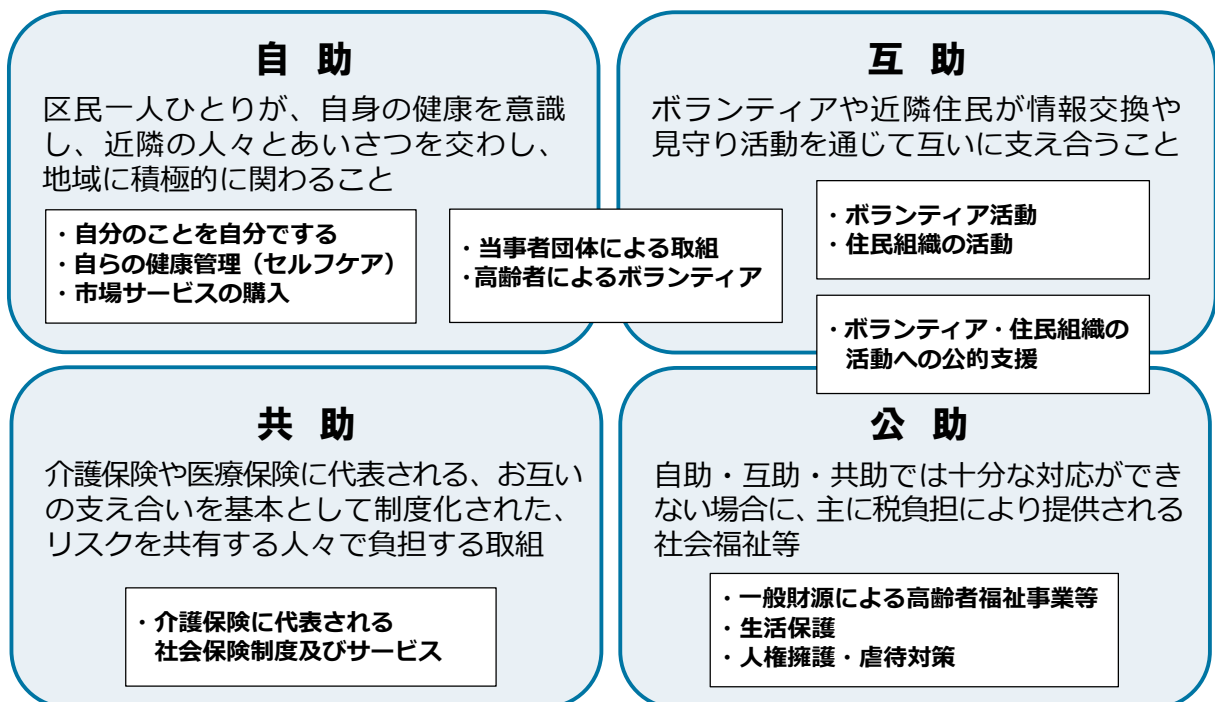 自 助
区民一人ひとりが、自身の健康を意識
し、近隣の人々とあいさつを交わし、
地域に積極的に関わること
・自分のことを自分でする
・自らの健康管理（セルフケア）
・市場サービスの購入
・当事者団体による取組
・高齢者によるボランティア
互 助
ボランティアや近隣住民が情報交換や
見守り活動を通じて互いに支え合うこと
・ボランティア活動
・住民組織の活動
・ボランティア・住民組織の
活動への公的支援
共 助
介護保険や医療保険に代表される、お互い
の支え合いを基本として制度化された、
リスクを共有する人々で負担する取組
・介護保険に代表される
社会保険制度及びサービス
公 助
自助・互助・共助では十分な対応ができ
ない場合に、主に税負担により提供される
社会福祉等
・一般財源による高齢者福祉事業等
・生活保護
・人権擁護・虐待対策